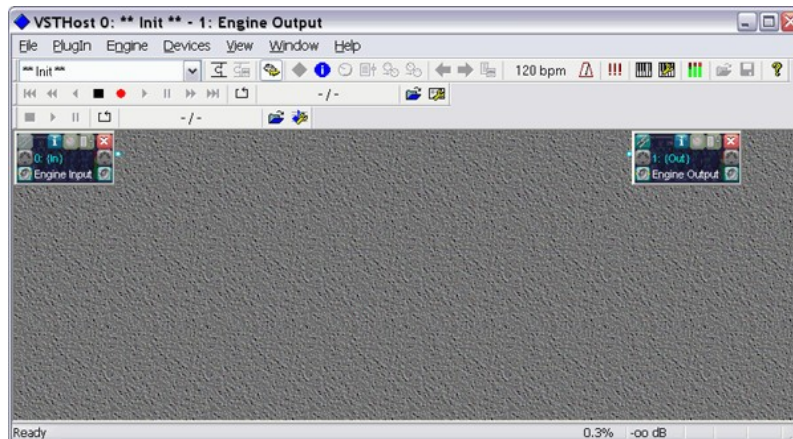 VSTHost 0: ** Init ** - 1: Engine Output
File PlugIn Engine Devices View Window Help
** Init ** 120 bpm
- / -
- / -
0: {In}
Engine Input
1: {Out}
Engine Output
Ready 0.3% -oo dB